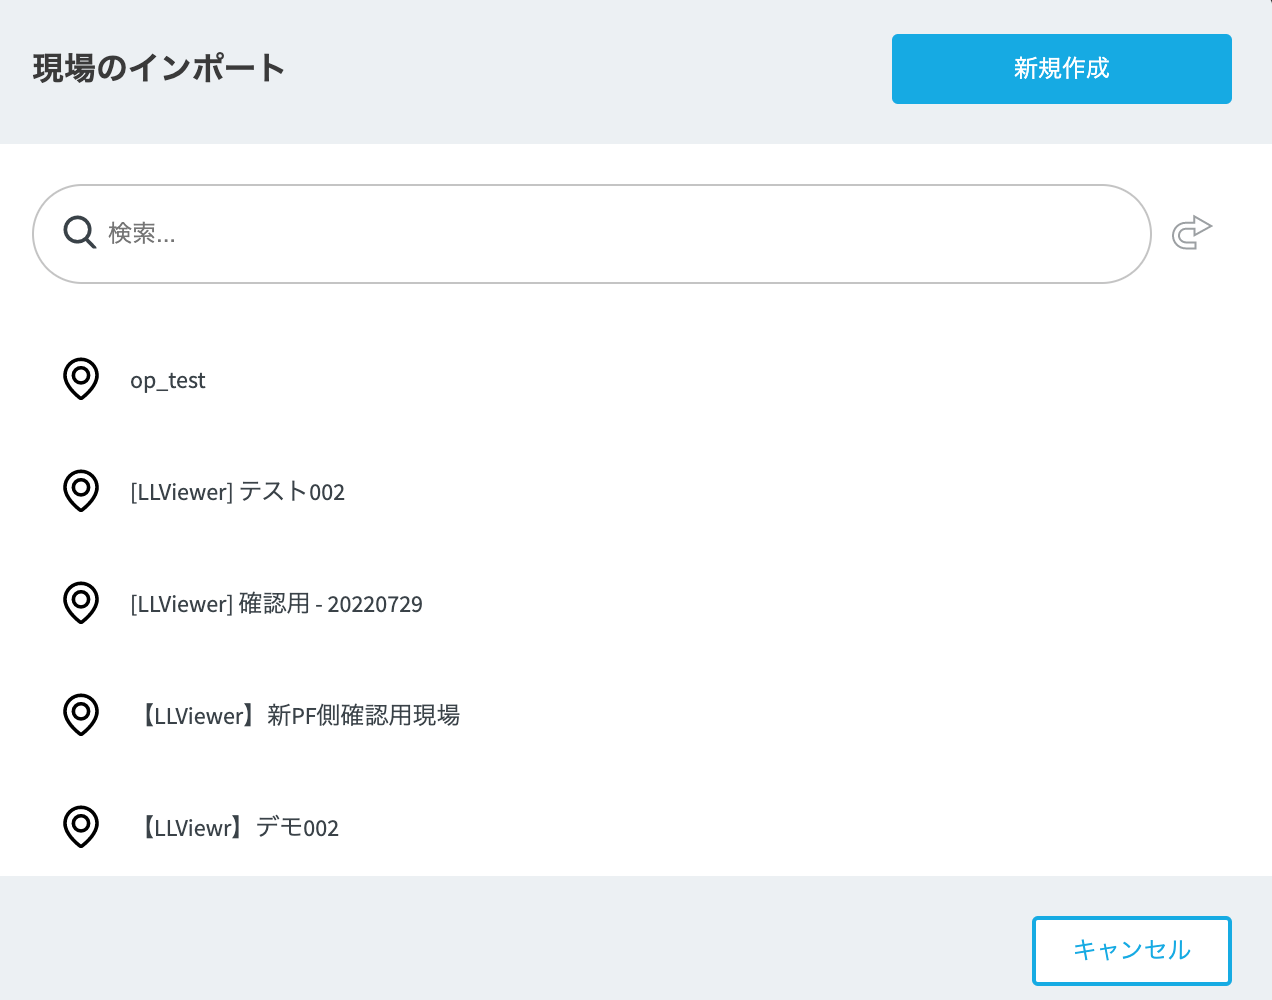 現場のインポート
新規作成
検索...
op_test
[LLViewer] テスト002
[LLViewer] 確認用 - 20220729
【LLViewer】新PF側確認用現場
【LLViewr】デモ002
キャンセル